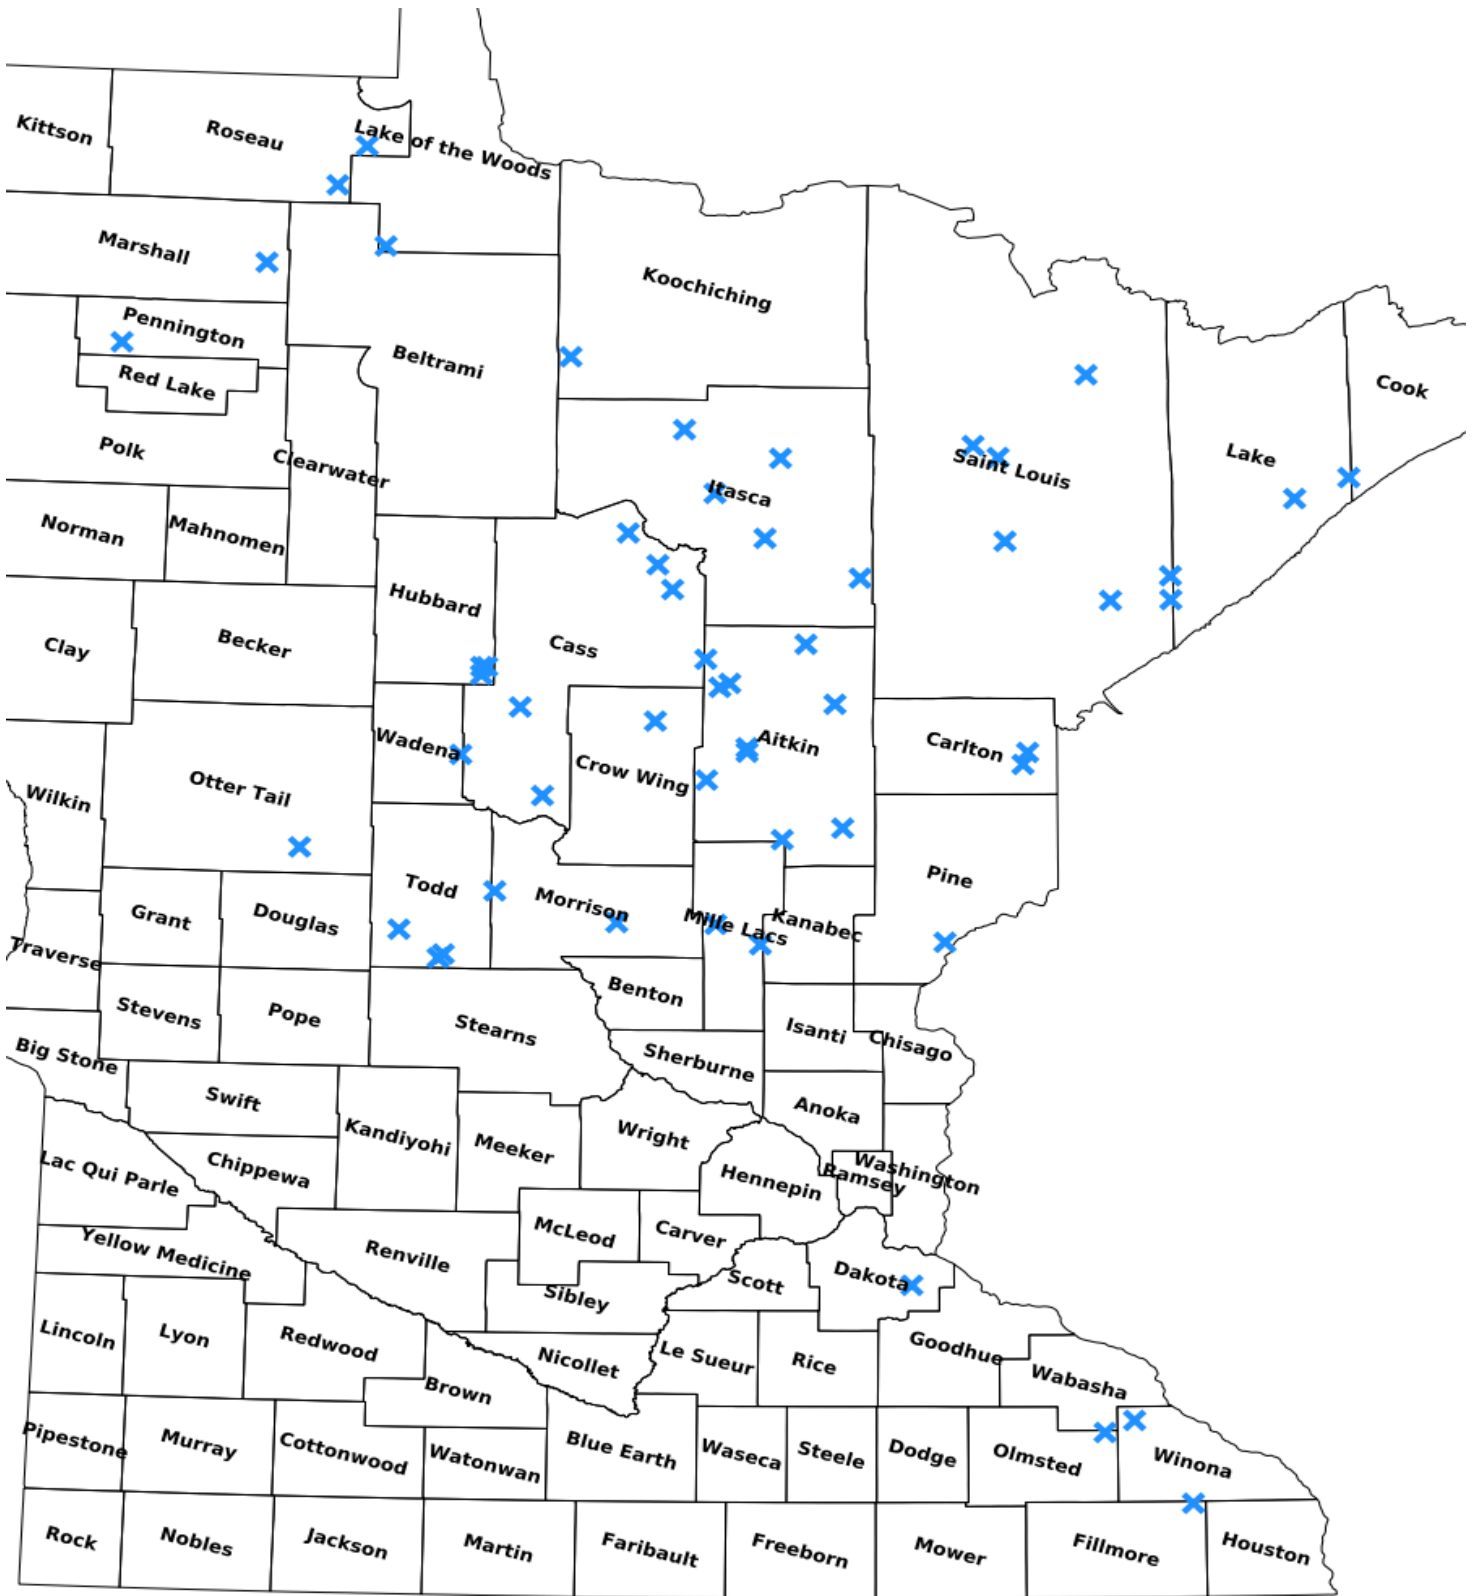 Kittson
Roseau
Lake of the Woods
Marshall
Koochiching
Pennington
Beltrami
Red Lake
Cook
Polk
Clearwater
Lake
Saint Louis
Itasca
Norman
Mahnomen
Hubbard
Clay
Becker
Cass
Wadena
Aitkin
Carlton
Otter Tail
Crow Wing
Wilkin
Todd
Pine
Grant
Douglas
Morrison
Mille Lacs
Kanabec
Traverse
Benton
Stevens
Pope
Stearns
Isanti
Chisago
Big Stone
Sherburne
Swift
Anoka
Kandiyohi
Meeker
Wright
Lac Qui Parle
Chippewa
Hennepin
Ramsey
Washington
Yellow Medicine
Renville
McLeod
Carver
Scott
Dakota
Sibley
Lincoln
Lyon
Redwood
Nicollet
Le Sueur
Rice
Goodhue
Brown
Wabasha
Pipestone
Murray
Cottonwood
Watonwan
Blue Earth
Waseca
Steele
Dodge
Olmsted
Winona
Rock
Nobles
Jackson
Martin
Faribault
Freeborn
Mower
Fillmore
Houston